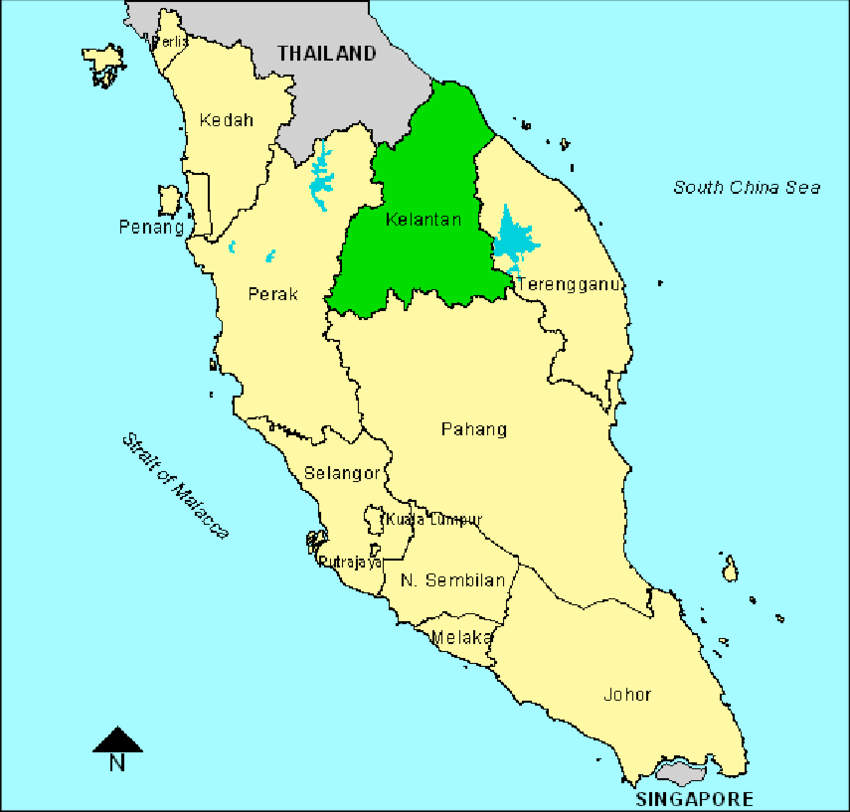 Perlis
THAILAND
Kedah
South China Sea
Kelantan
Penang
Terengganu
Perak
Pahang
Strait of Malacca
Selangor
Kuala Lumpur
Putrajaya
N. Sembilan
Melaka
Johor
N
SINGAPORE